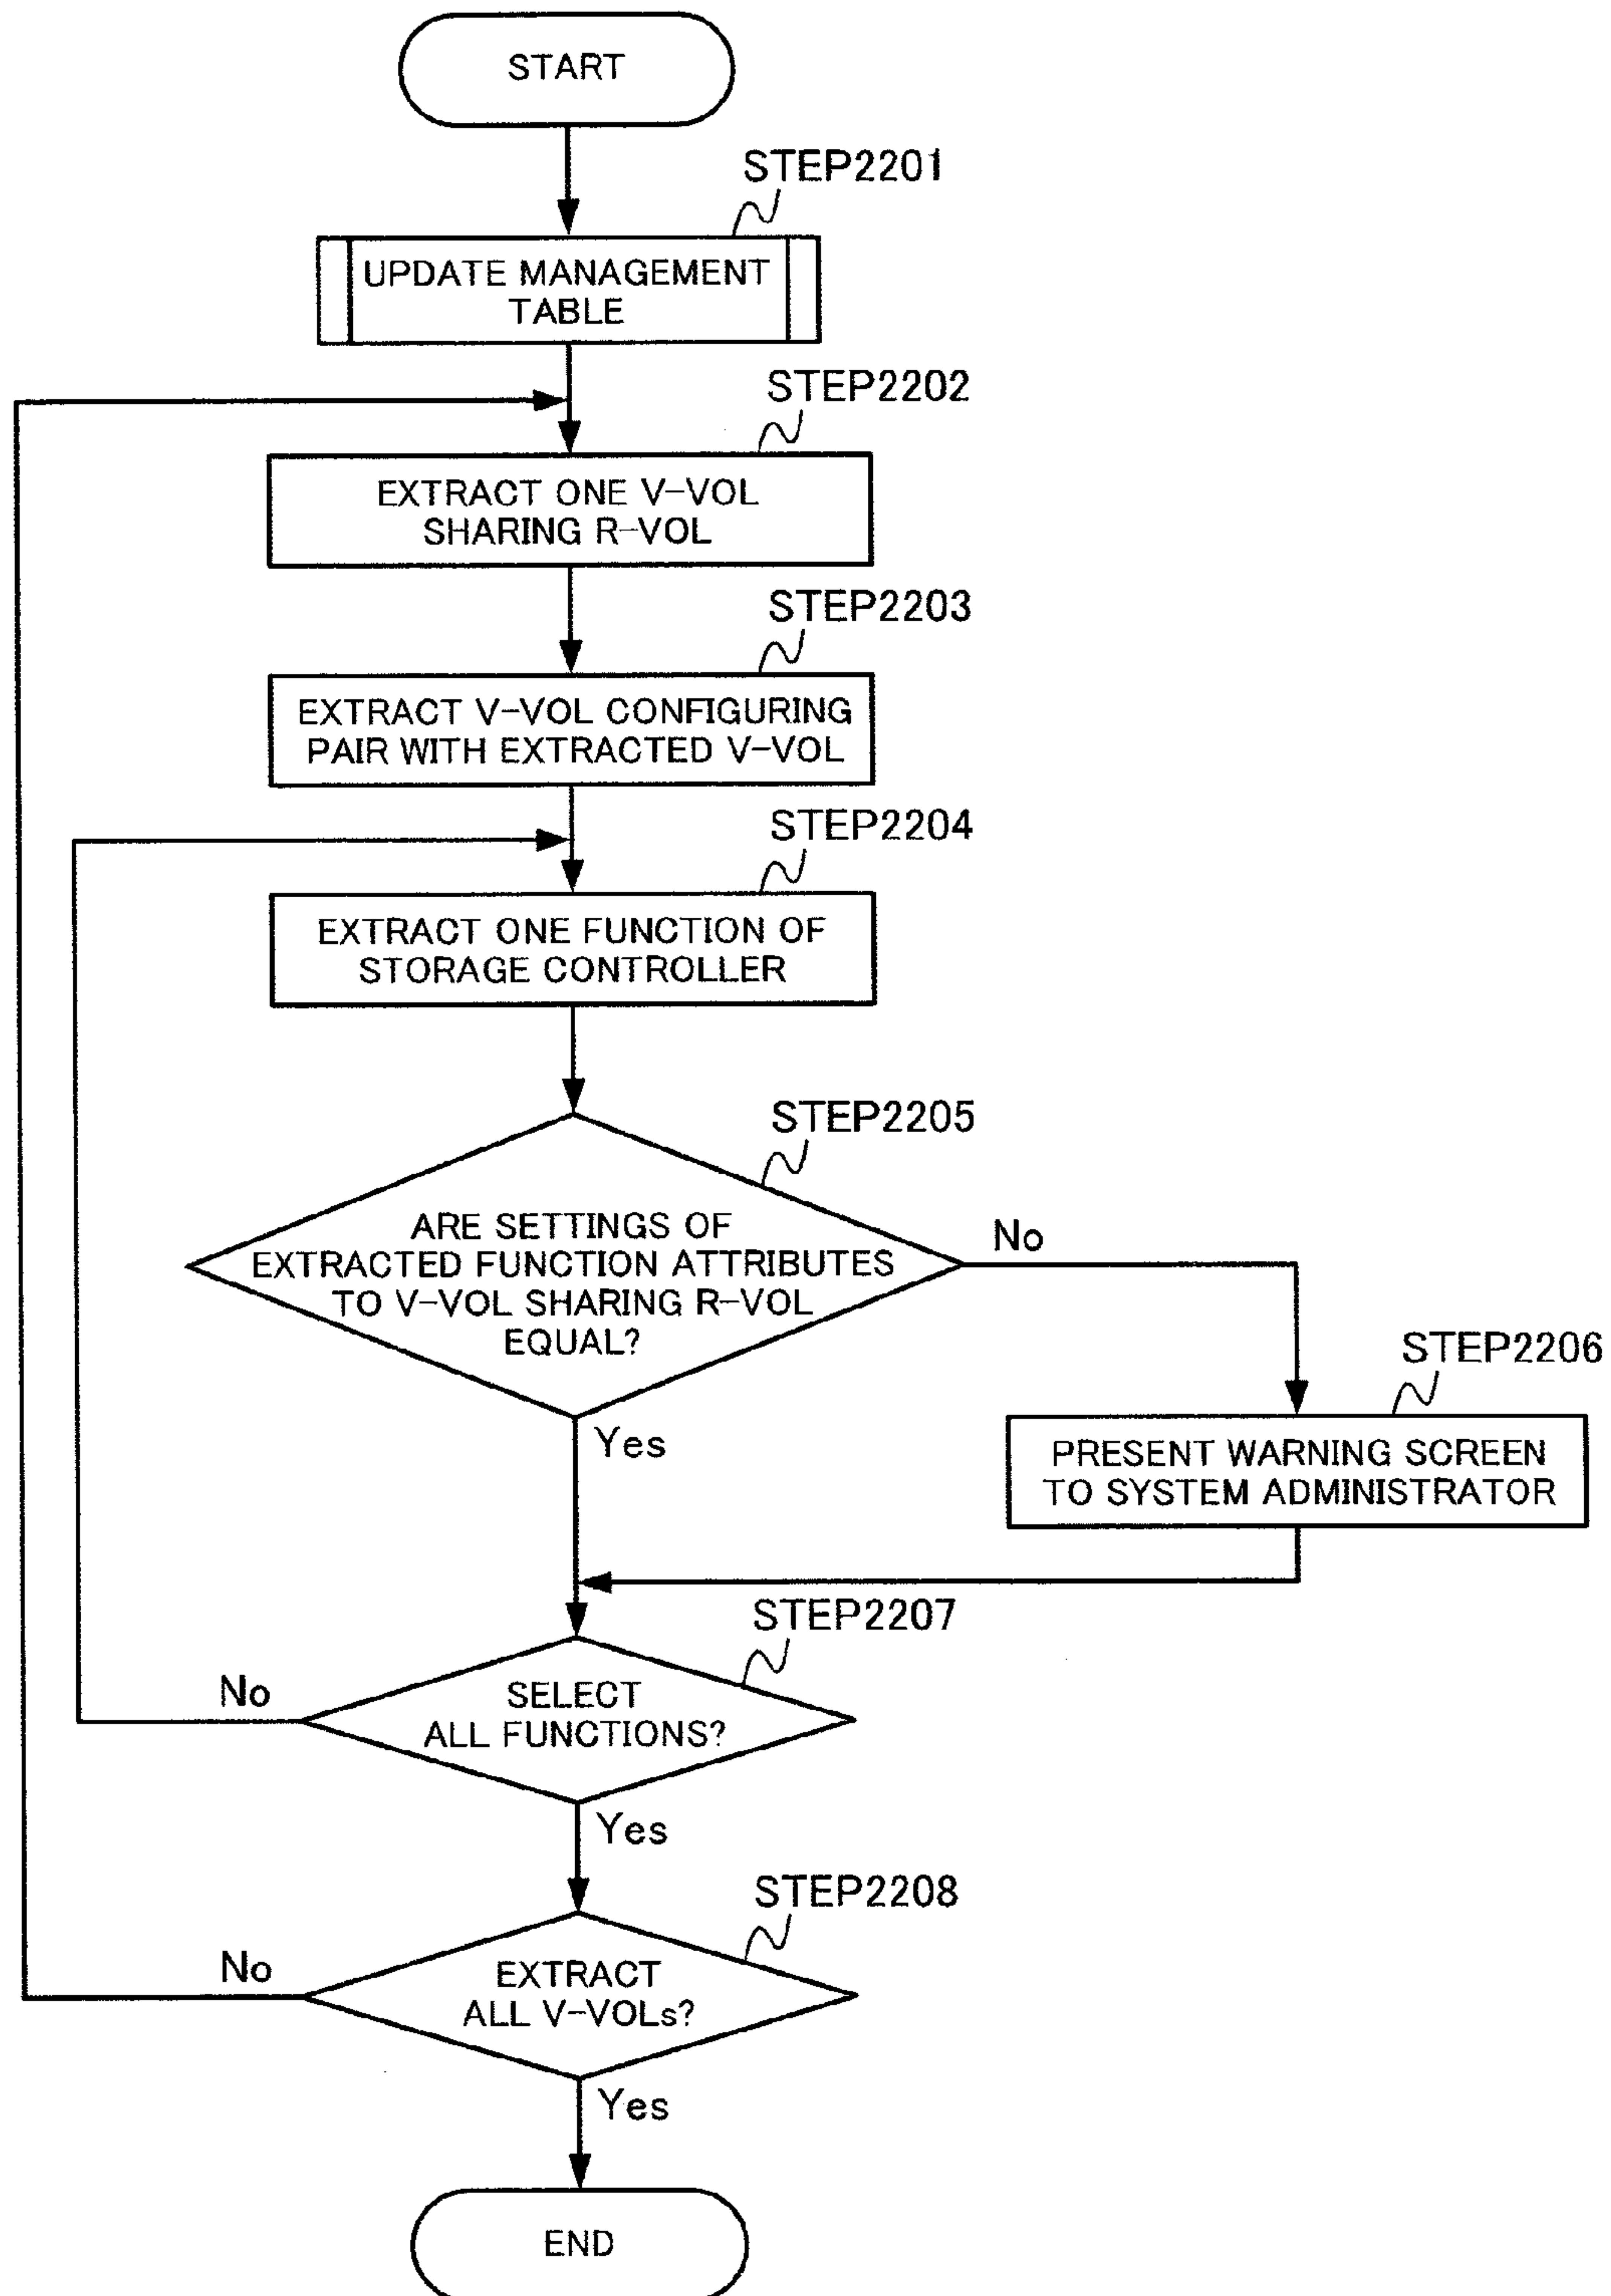 START
STEP2201
UPDATE MANAGEMENT
TABLE
STEP2202
EXTRACT ONE V-VOL
SHARING R-VOL
STEP2203
EXTRACT V-VOL CONFIGURING
PAIR WITH EXTRACTED V-VOL
STEP2204
EXTRACT ONE FUNCTION OF
STORAGE CONTROLLER
STEP2205
ARE SETTINGS OF
EXTRACTED FUNCTION ATTRIBUTES
TO V-VOL SHARING R-VOL
EQUAL?
No
Yes
STEP2206
PRESENT WARNING SCREEN
TO SYSTEM ADMINISTRATOR
STEP2207
SELECT
ALL FUNCTIONS?
No
Yes
STEP2208
EXTRACT
ALL V-VOLs?
No
Yes
END